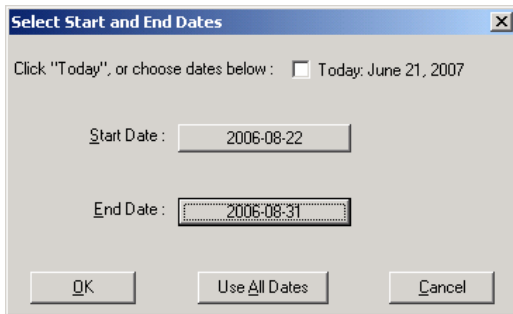 Select Start and End Dates
Click "Today", or choose dates below : Today: June 21, 2007
Start Date : 2006-08-22
End Date : 2006-08-31
OK Use All Dates Cancel